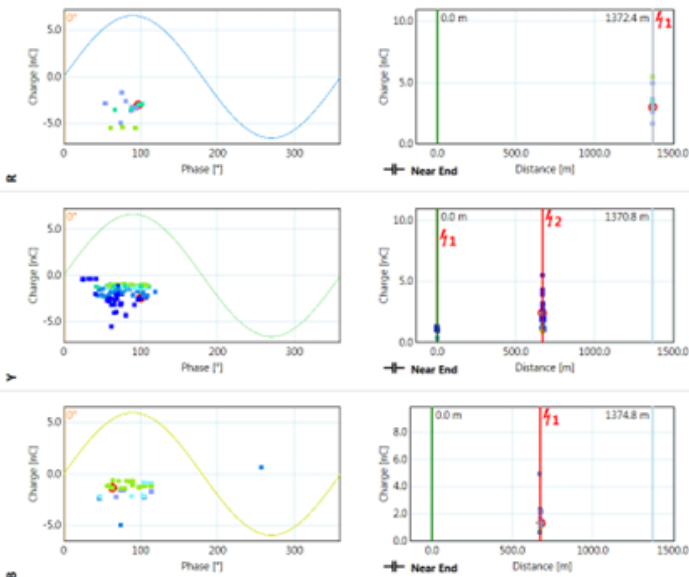 0°
5.0
0.0
-5.0
Charge [nC]
0 100 200 300
Phase [°]
10.0
5.0
0.0
Charge [nC]
0.0 m 1372.4 m 1
0.0 500.0 1000.0 1500.0
Near End Distance [m]
R
0°
5.0
0.0
-5.0
Charge [nC]
0 100 200 300
Phase [°]
10.0
5.0
0.0
Charge [nC]
0.0 m 2 1370.8 m
1
0.0 500.0 1000.0 1500.0
Near End Distance [m]
Y
0°
5.0
0.0
-5.0
Charge [nC]
0 100 200 300
Phase [°]
8.0
6.0
4.0
2.0
0.0
Charge [nC]
0.0 m 1 1374.8 m
0.0 500.0 1000.0 1500.0
Near End Distance [m]
B